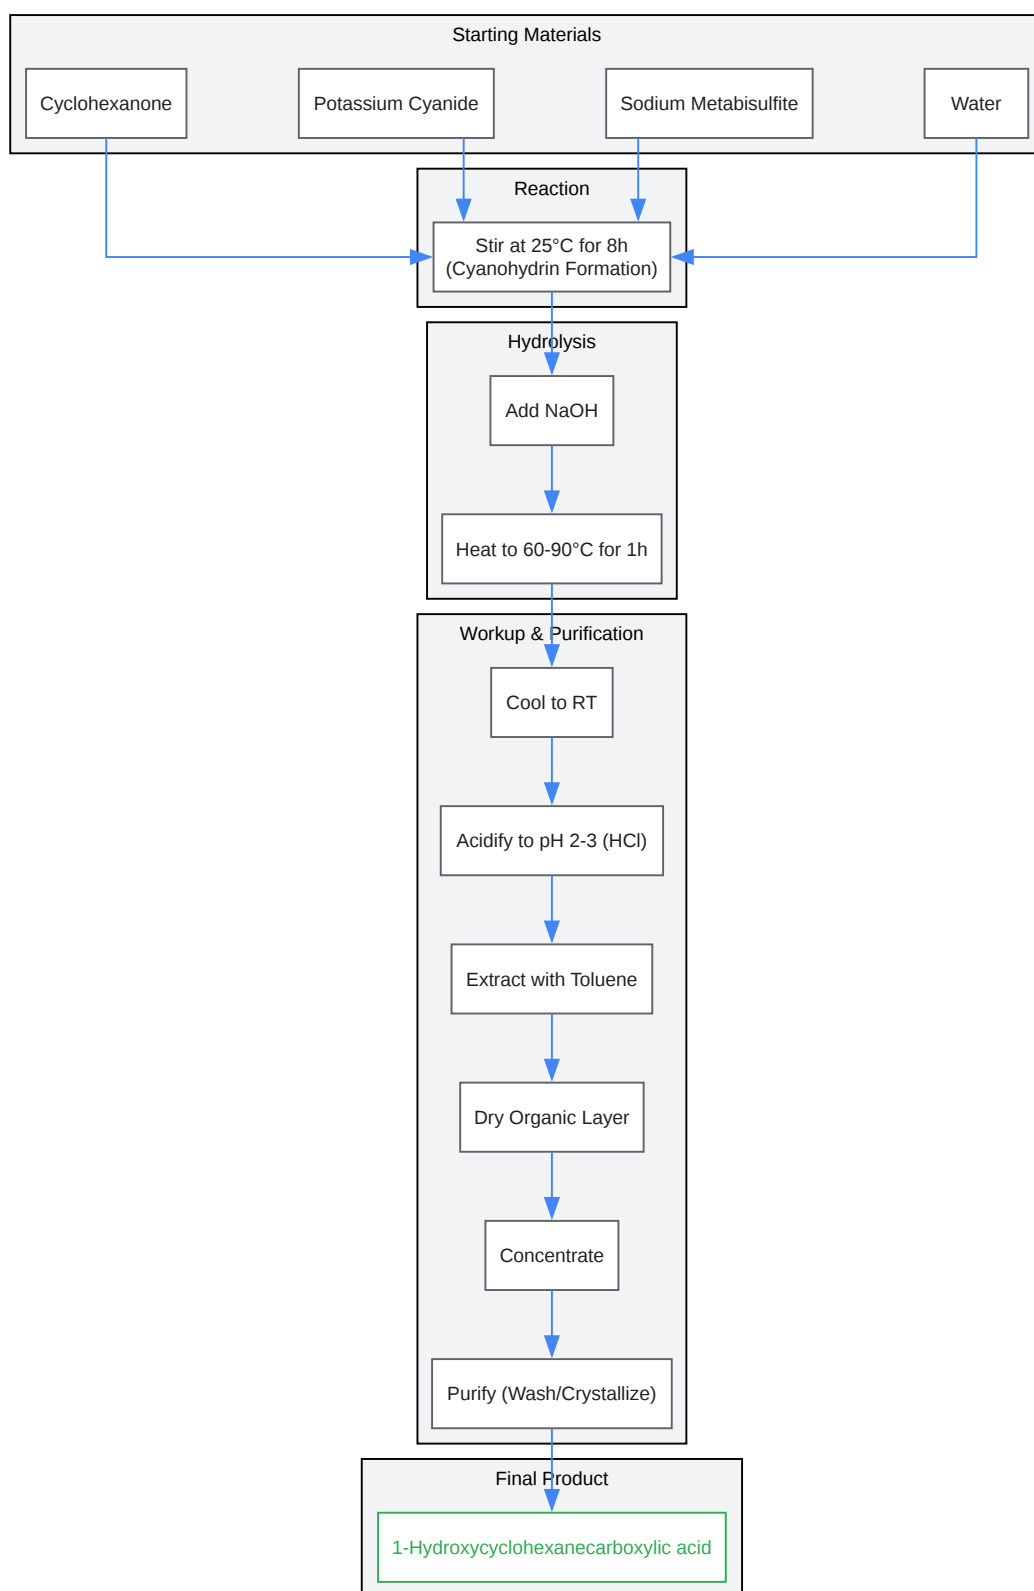 Starting Materials
Cyclohexanone
Potassium Cyanide
Sodium Metabisulfite
Water
Reaction
Stir at 25°C for 8h
(Cyanohydrin Formation)
Hydrolysis
Add NaOH
Heat to 60-90°C for 1h
Workup & Purification
Cool to RT
Acidify to pH 2-3 (HCl)
Extract with Toluene
Dry Organic Layer
Concentrate
Purify (Wash/Crystallize)
Final Product
1-Hydroxycyclohexanecarboxylic acid